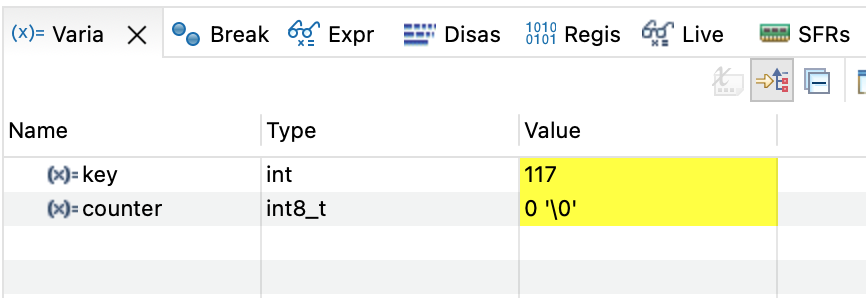 (x)= Varia Break Expr Disas 1010 0101 Regis Live SFRs
Name Type Value
(x)= key int 117
(x)= counter int8_t 0 '\0'